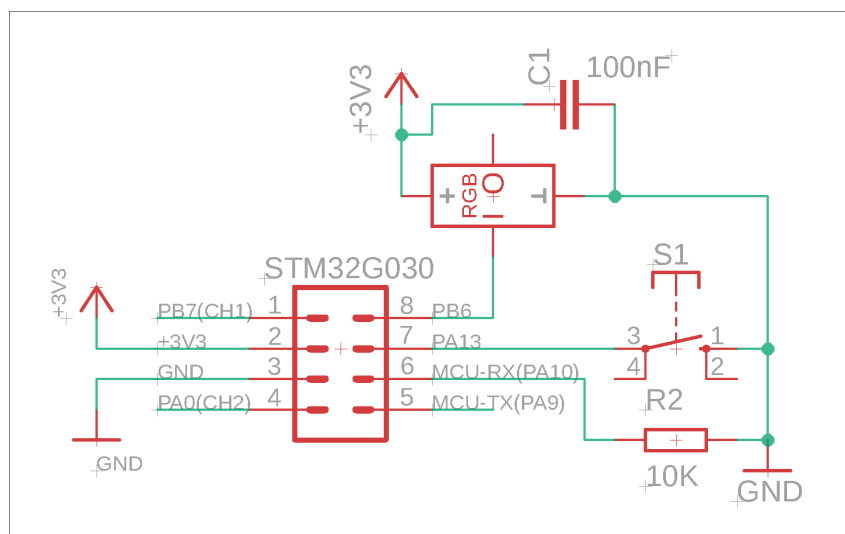 C1
100nF
+3V3
+
RGB
O
I
⊥
S1
STM32G030
+3V3
PB7(CH1)
1
8
PB6
+3V3
2
7
PA13
3
1
GND
3
6
MCU-RX(PA10)
4
2
PA0(CH2)
4
5
MCU-TX(PA9)
R2
GND
10K
GND